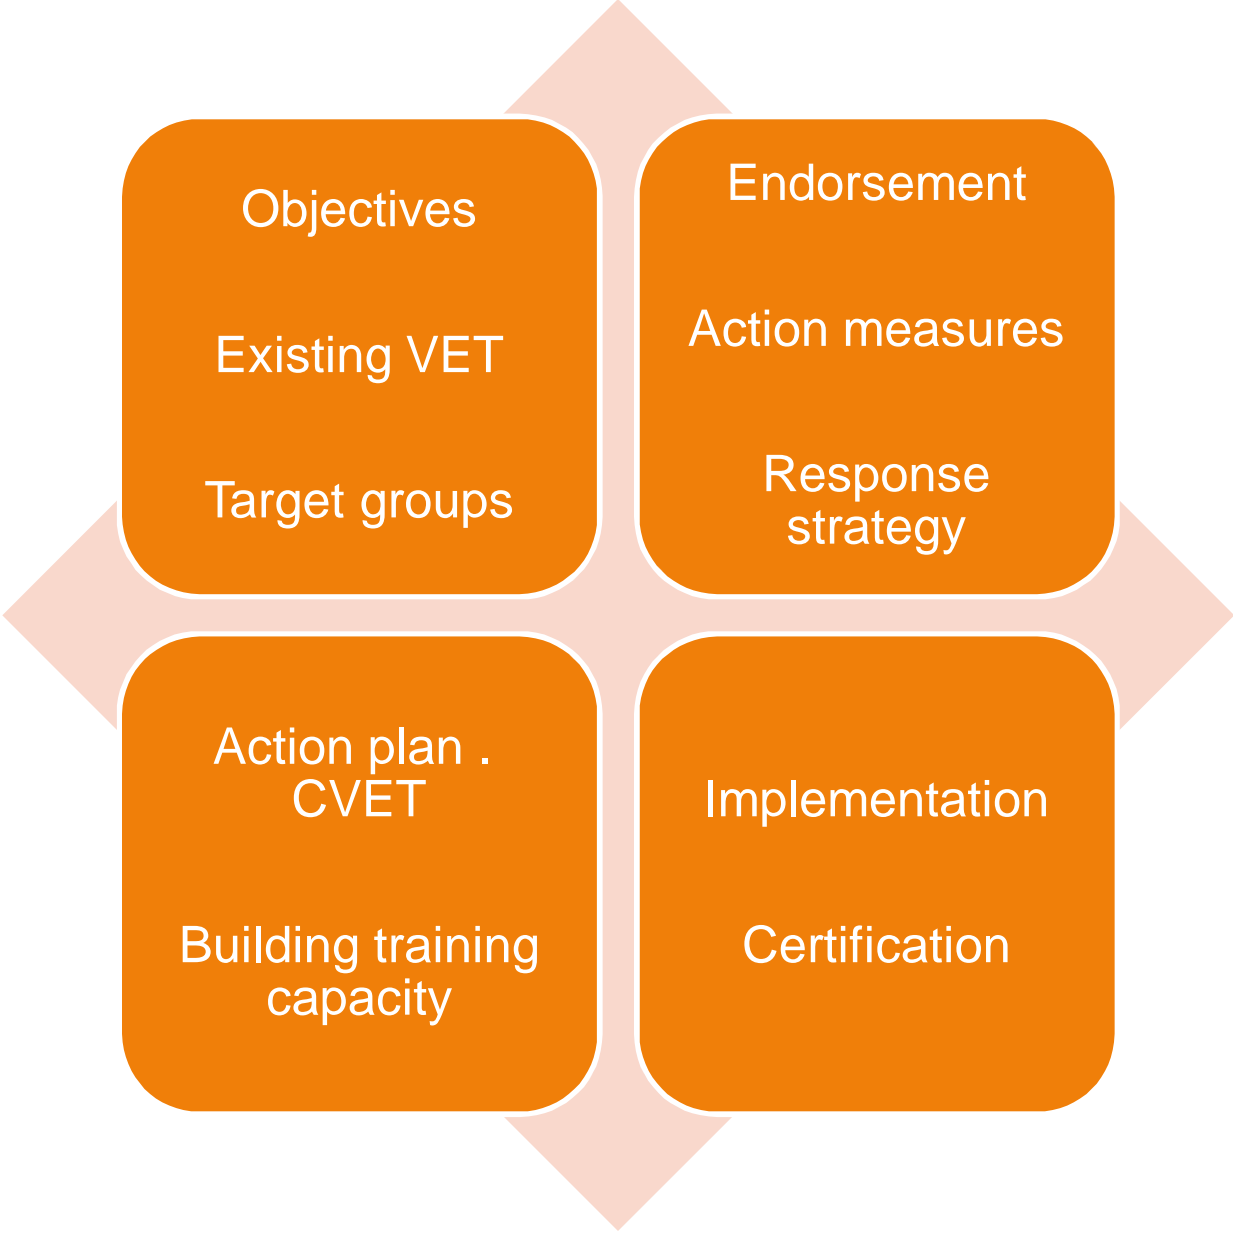 Objectives
Existing VET
Target groups
Endorsement
Action measures
Response
strategy
Action plan .
CVET
Building training
capacity
Implementation
Certification